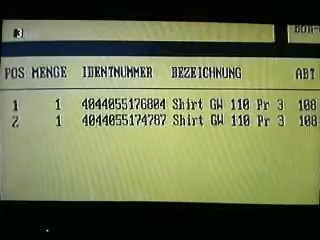 3
POS MENGE IDENTNUMMER BEZEICHNUNG ABT
1 1 4044055176804 Shirt GW 110 Pr 3 108
2 1 4044055174787 Shirt GW 110 Pr 3 108